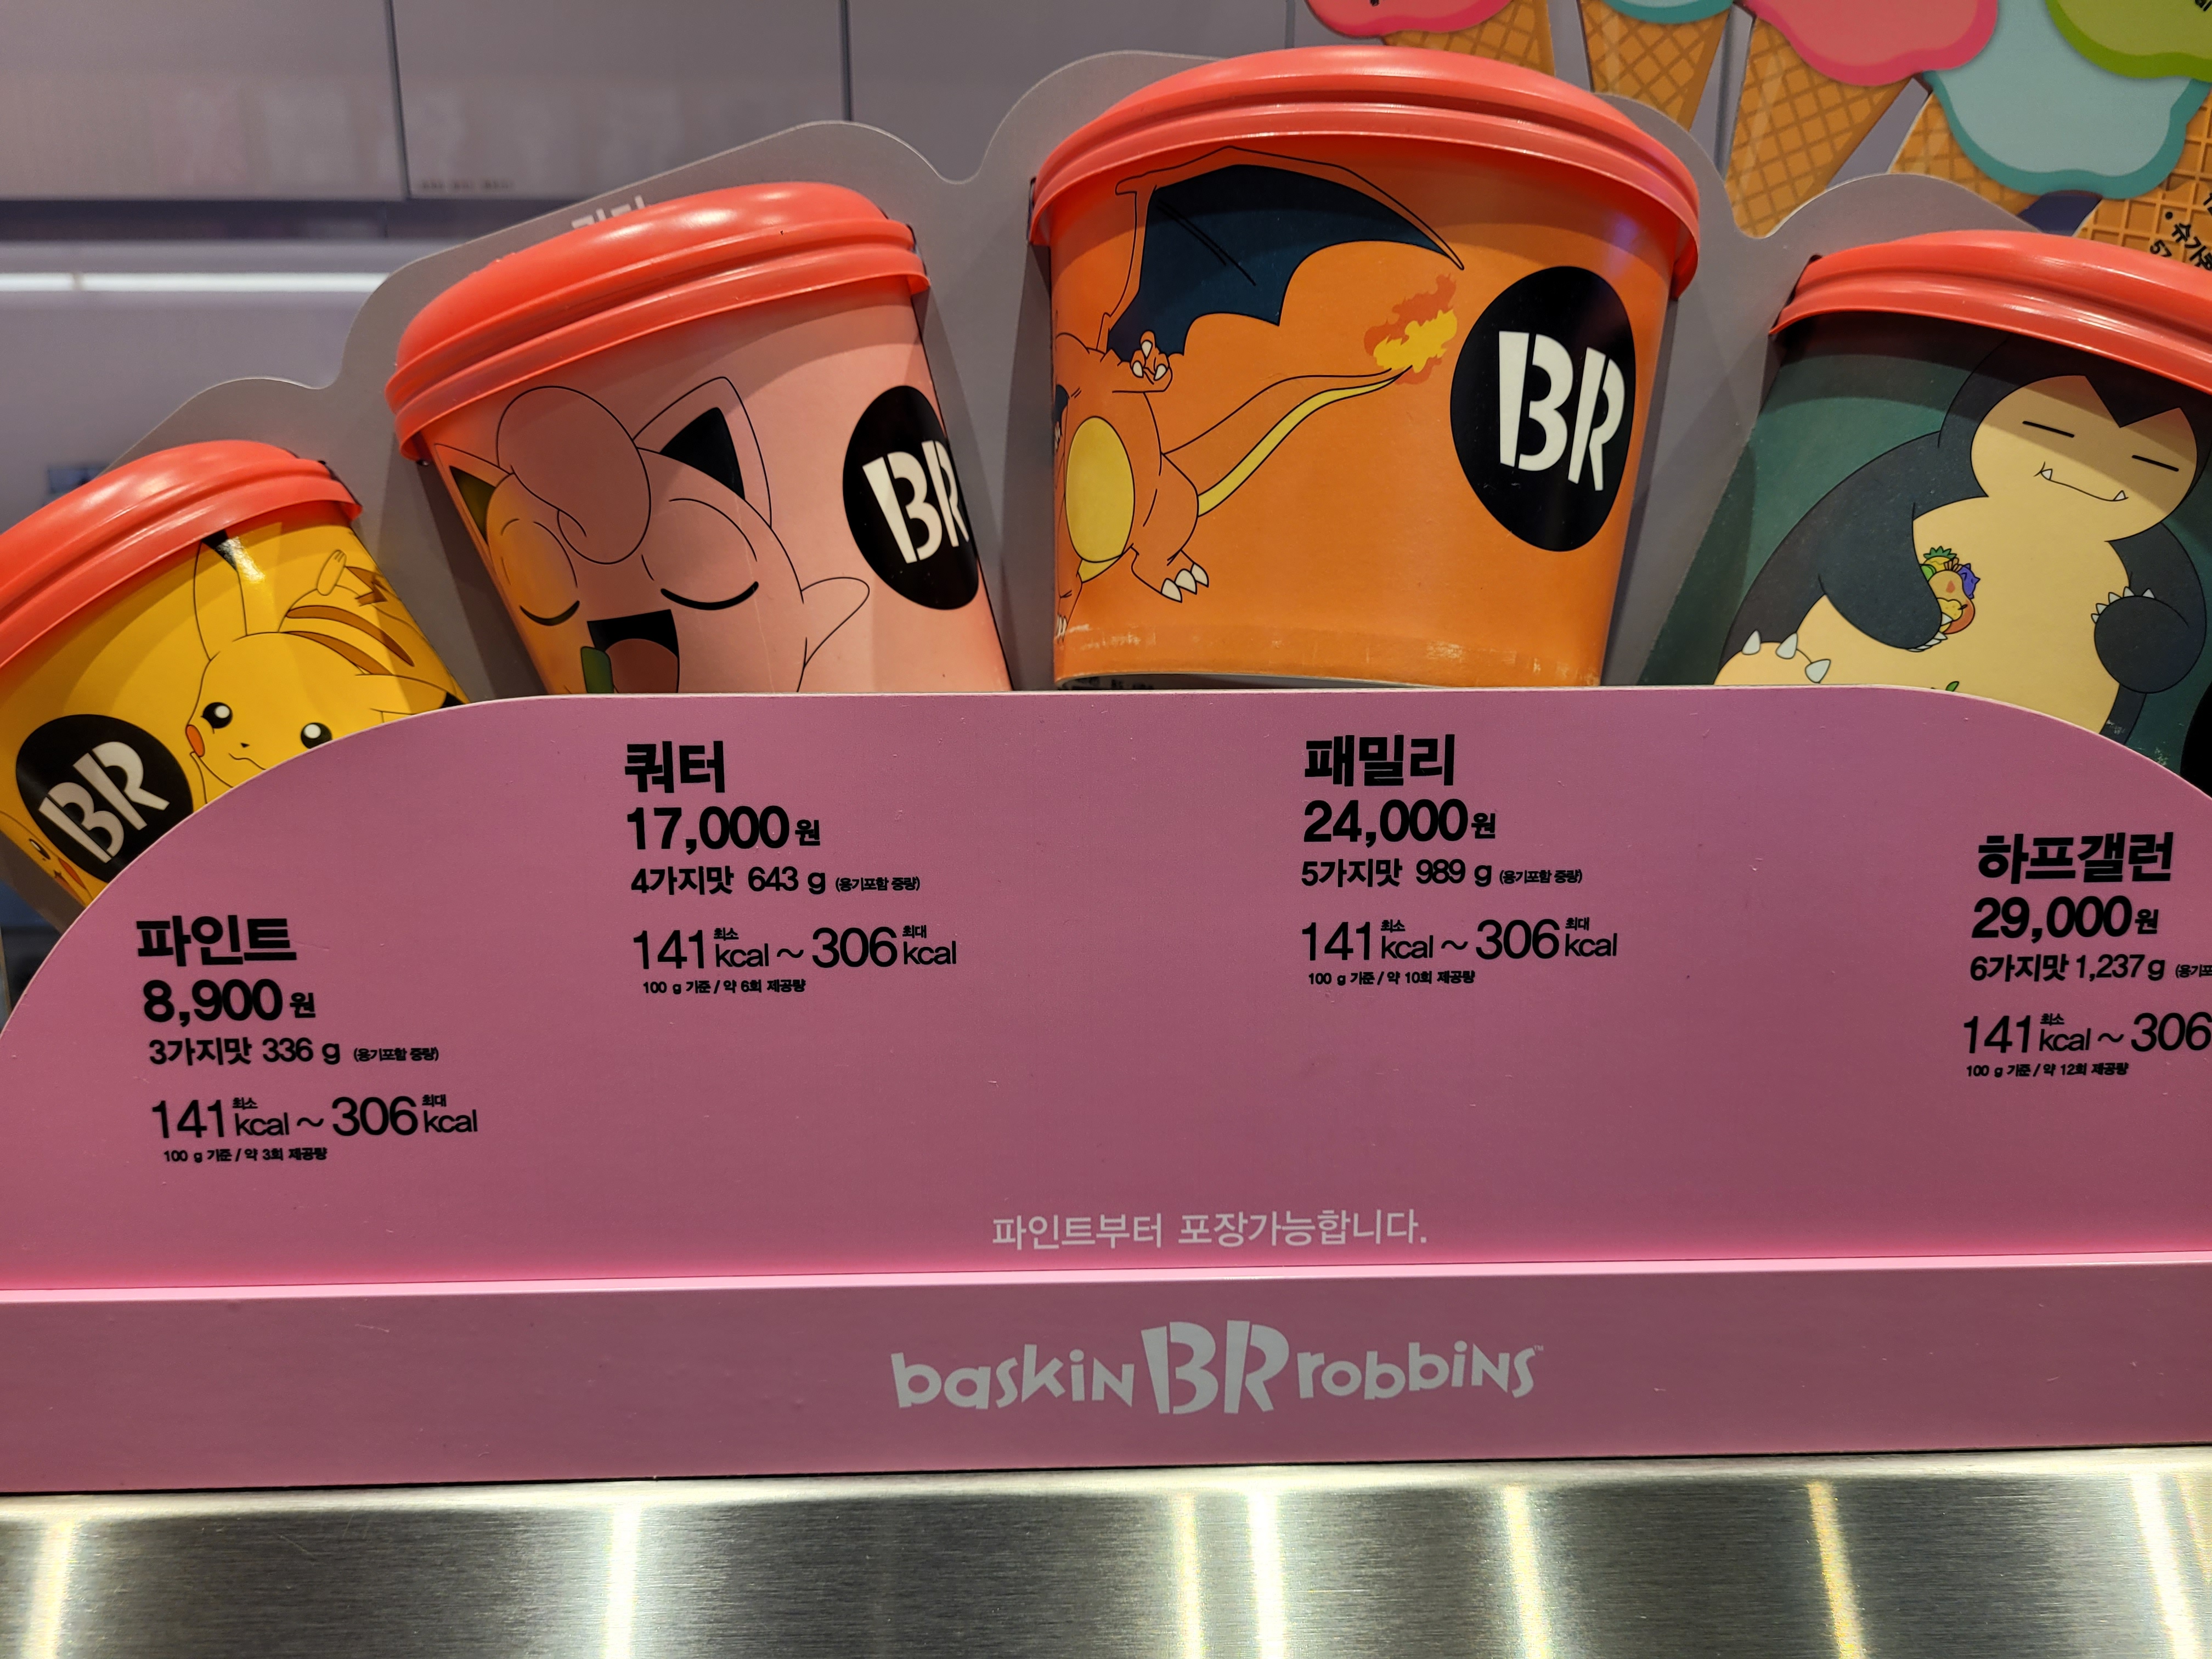 BR
BR
BR
쿼터
17,000원
4가지맛 643 g (용기포함 중량)
141 최소 kcal ~ 306 최대 kcal
100 g 기준 / 약 6회 제공량
패밀리
24,000원
5가지맛 989 g (용기포함 중량)
141 최소 kcal ~ 306 최대 kcal
100 g 기준 / 약 10회 제공량
하프갤런
29,000원
6가지맛 1,237 g
141 최소 kcal ~ 306
100 g 기준 / 약 12회 제공량
파인트
8,900원
3가지맛 336 g (용기포함 중량)
141 최소 kcal ~ 306 최대 kcal
100 g 기준 / 약 3회 제공량
파인트부터 포장가능합니다.
baskin BR robbins™